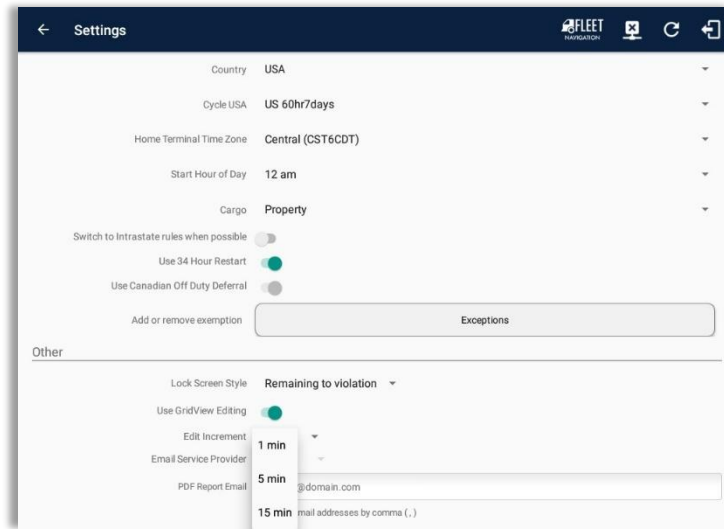 Settings
FLEET
NAVIGATION
Country USA
Cycle USA US 60hr7days
Home Terminal Time Zone Central (CST6CDT)
Start Hour of Day 12 am
Cargo Property
Switch to Intrastate rules when possible
Use 34 Hour Restart
Use Canadian Off Duty Deferral
Add or remove exemption Exceptions
Other
Lock Screen Style Remaining to violation
Use GridView Editing
Edit Increment
1 min
Email Service Provider
5 min
PDF Report Email @domain.com
15 min mail addresses by comma ( , )